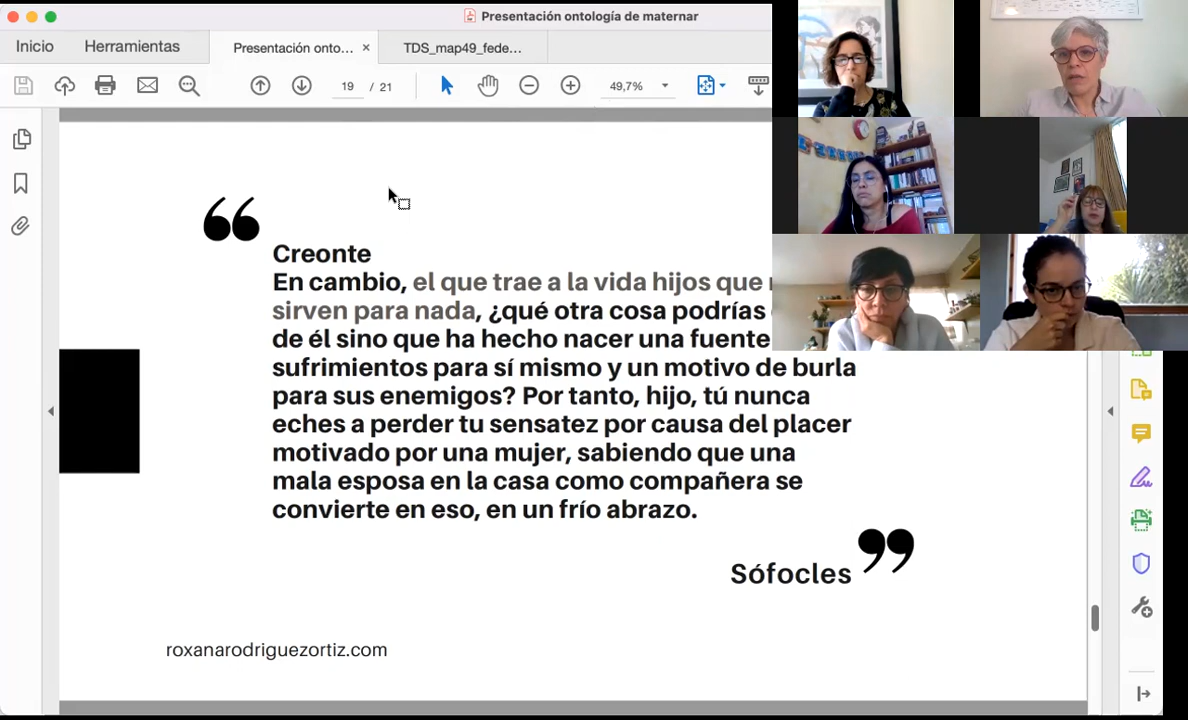 Presentación ontología de maternar
Inicio
Herramientas
Presentación onto...
×
TDS_map49_fede...
19 / 21
49,7%
“
Creonte
En cambio, el que trae a la vida hijos que
sirven para nada, ¿qué otra cosa podrías
de él sino que ha hecho nacer una fuente
sufrimientos para sí mismo y un motivo de burla
para sus enemigos? Por tanto, hijo, tú nunca
eches a perder tu sensatez por causa del placer
motivado por una mujer, sabiendo que una
mala esposa en la casa como compañera se
convierte en eso, en un frío abrazo.
”
Sófocles
roxanarodriguezortiz.com